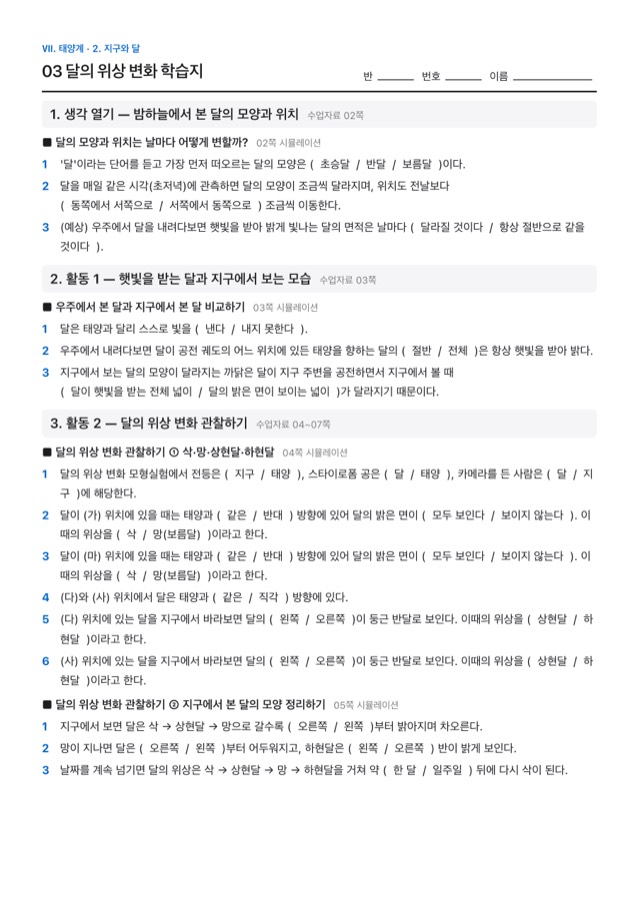 VII. 태양계 · 2. 지구와 달
03 달의 위상 변화 학습지
반 번호 이름
1. 생각 열기 — 밤하늘에서 본 달의 모양과 위치 수업자료 02쪽
■ 달의 모양과 위치는 날마다 어떻게 변할까? 02쪽 시뮬레이션
1 '달'이라는 단어를 듣고 가장 먼저 떠오르는 달의 모양은 ( 초승달 / 반달 / 보름달 )이다.
2 달을 매일 같은 시각(초저녁)에 관측하면 달의 모양이 조금씩 달라지며, 위치도 전날보다
( 동쪽에서 서쪽으로 / 서쪽에서 동쪽으로 ) 조금씩 이동한다.
3 (예상) 우주에서 달을 내려다보면 햇빛을 받아 밝게 빛나는 달의 면적은 날마다 ( 달라질 것이다 / 항상 절반으로 같을
것이다 ).
2. 활동 1 — 햇빛을 받는 달과 지구에서 보는 모습 수업자료 03쪽
■ 우주에서 본 달과 지구에서 본 달 비교하기 03쪽 시뮬레이션
1 달은 태양과 달리 스스로 빛을 ( 낸다 / 내지 못한다 ).
2 우주에서 내려다보면 달이 공전 궤도의 어느 위치에 있든 태양을 향하는 달의 ( 절반 / 전체 )은 항상 햇빛을 받아 밝다.
3 지구에서 보는 달의 모양이 달라지는 까닭은 달이 지구 주변을 공전하면서 지구에서 볼 때
( 달이 햇빛을 받는 전체 넓이 / 달의 밝은 면이 보이는 넓이 )가 달라지기 때문이다.
3. 활동 2 — 달의 위상 변화 관찰하기 수업자료 04~07쪽
■ 달의 위상 변화 관찰하기 ① 삭·망·상현달·하현달 04쪽 시뮬레이션
1 달의 위상 변화 모형실험에서 전등은 ( 지구 / 태양 ), 스타이로폼 공은 ( 달 / 태양 ), 카메라를 든 사람은 ( 달 / 지
구 )에 해당한다.
2 달이 (가) 위치에 있을 때는 태양과 ( 같은 / 반대 ) 방향에 있어 달의 밝은 면이 ( 모두 보인다 / 보이지 않는다 ). 이
때의 위상을 ( 삭 / 망(보름달) )이라고 한다.
3 달이 (마) 위치에 있을 때는 태양과 ( 같은 / 반대 ) 방향에 있어 달의 밝은 면이 ( 모두 보인다 / 보이지 않는다 ). 이
때의 위상을 ( 삭 / 망(보름달) )이라고 한다.
4 (다)와 (사) 위치에서 달은 태양과 ( 같은 / 직각 ) 방향에 있다.
5 (다) 위치에 있는 달을 지구에서 바라보면 달의 ( 왼쪽 / 오른쪽 )이 둥근 반달로 보인다. 이때의 위상을 ( 상현달 / 하
현달 )이라고 한다.
6 (사) 위치에 있는 달을 지구에서 바라보면 달의 ( 왼쪽 / 오른쪽 )이 둥근 반달로 보인다. 이때의 위상을 ( 상현달 / 하
현달 )이라고 한다.
■ 달의 위상 변화 관찰하기 ② 지구에서 본 달의 모양 정리하기 05쪽 시뮬레이션
1 지구에서 보면 달은 삭 → 상현달 → 망으로 갈수록 ( 오른쪽 / 왼쪽 )부터 밝아지며 차오른다.
2 망이 지나면 달은 ( 오른쪽 / 왼쪽 )부터 어두워지고, 하현달은 ( 왼쪽 / 오른쪽 ) 반이 밝게 보인다.
3 날짜를 계속 넘기면 달의 위상은 삭 → 상현달 → 망 → 하현달을 거쳐 약 ( 한 달 / 일주일 ) 뒤에 다시 삭이 된다.